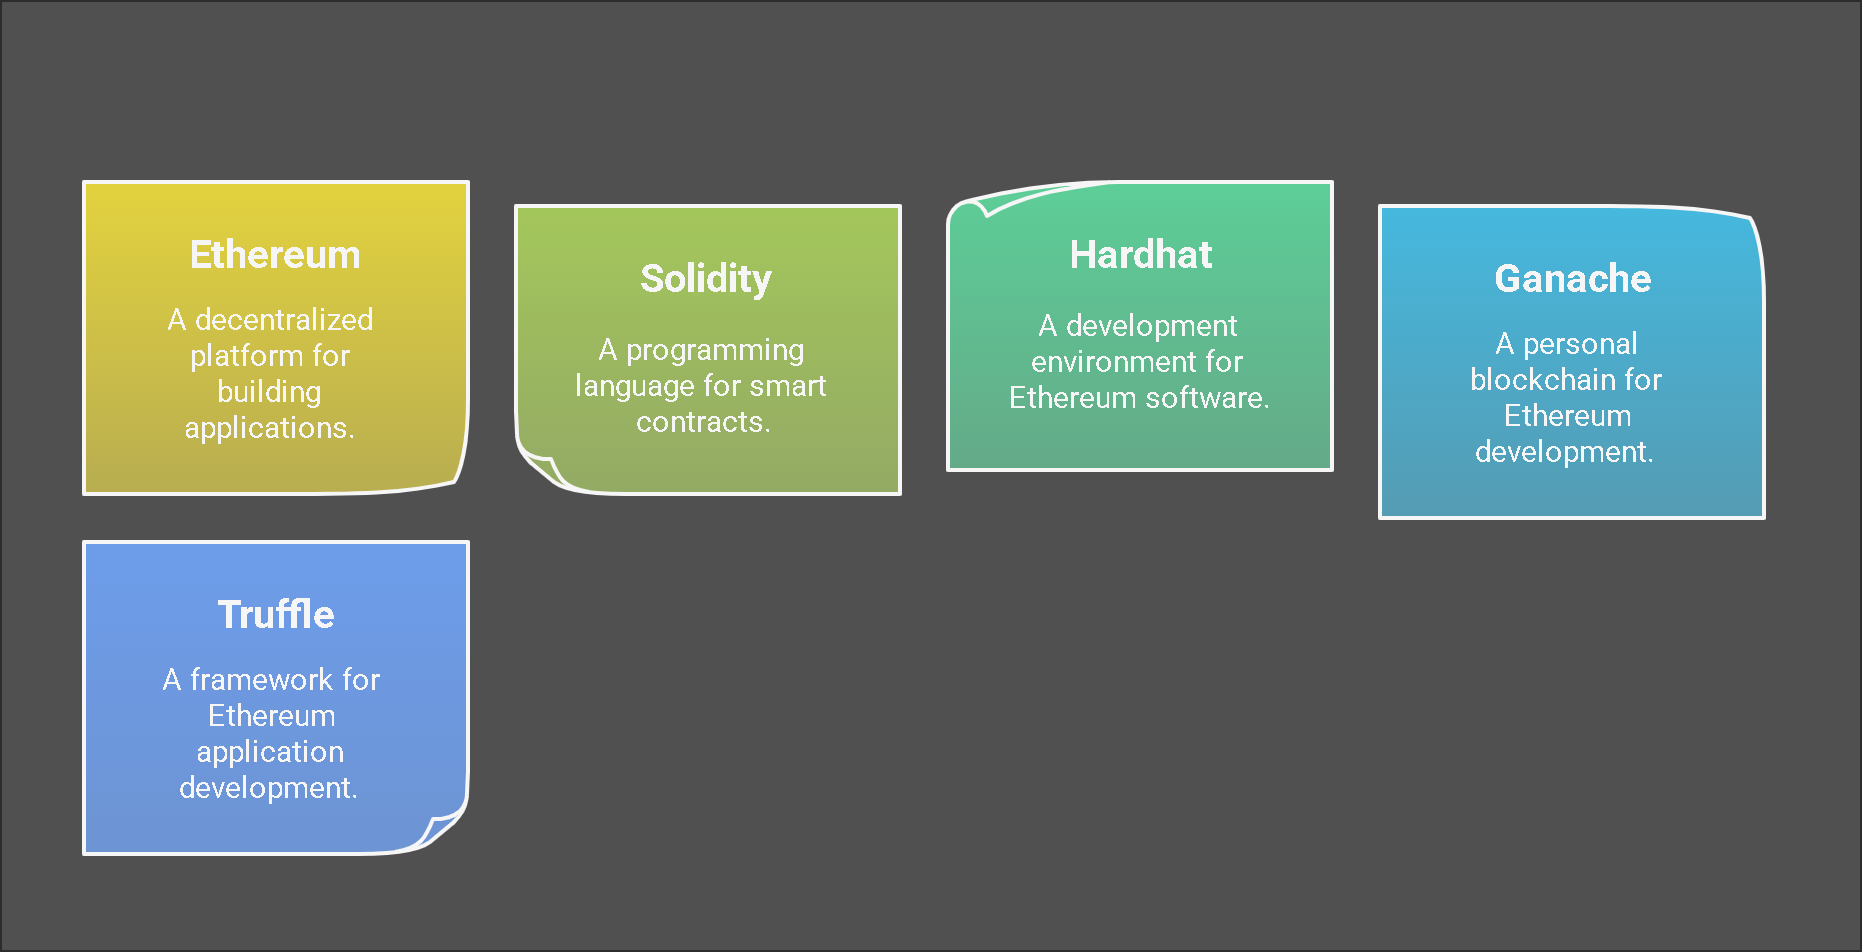 Ethereum
A decentralized
platform for
building
applications.
Solidity
A programming
language for smart
contracts.
Hardhat
A development
environment for
Ethereum software.
Ganache
A personal
blockchain for
Ethereum
development.
Truffle
A framework for
Ethereum
application
development.